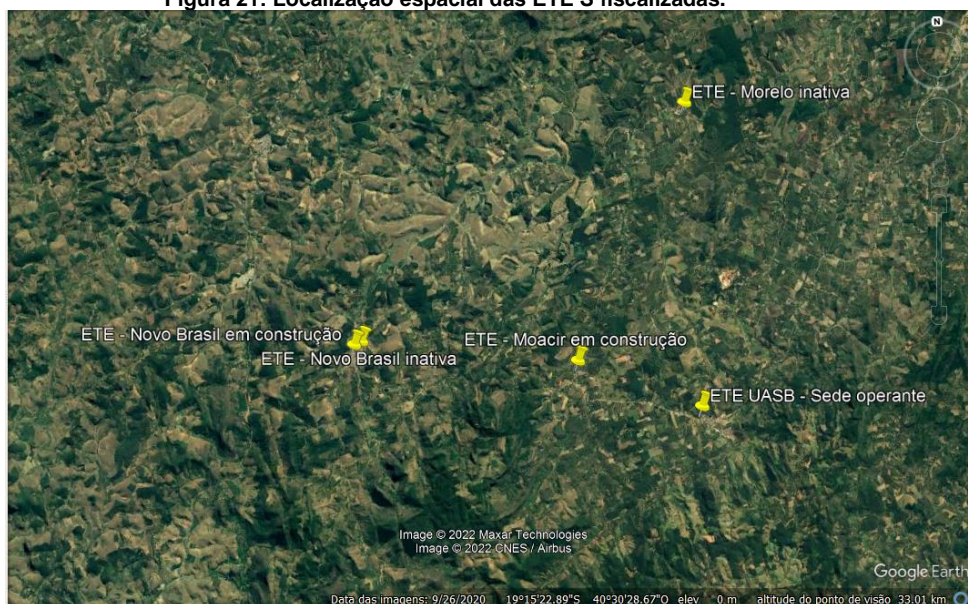 Figura 21: Localização espacial das ETE'S fiscalizadas.
N
ETE - Morelo inativa
ETE - Novo Brasil em construção
ETE - Moacir em construção
ETE - Novo Brasil inativa
ETE UASB - Sede operante
Image © 2022 Maxar Technologies
Image © 2022 CNES / Airbus
Google Earth
Data das imagens: 9/26/2020 19°15'22.89"S 40°30'28.67"O elev 0 m altitude do ponto de visão 33.01 km